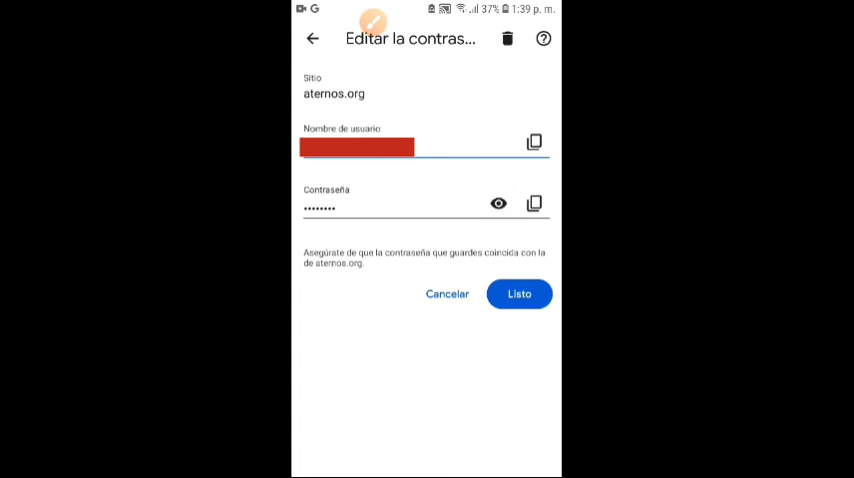 37% 1:39 p. m.
Editar la contras...
Sitio
aternos.org
Nombre de usuario
Contraseña
••••••••
Asegúrate de que la contraseña que guardes coincida con la
de aternos.org.
Cancelar
Listo